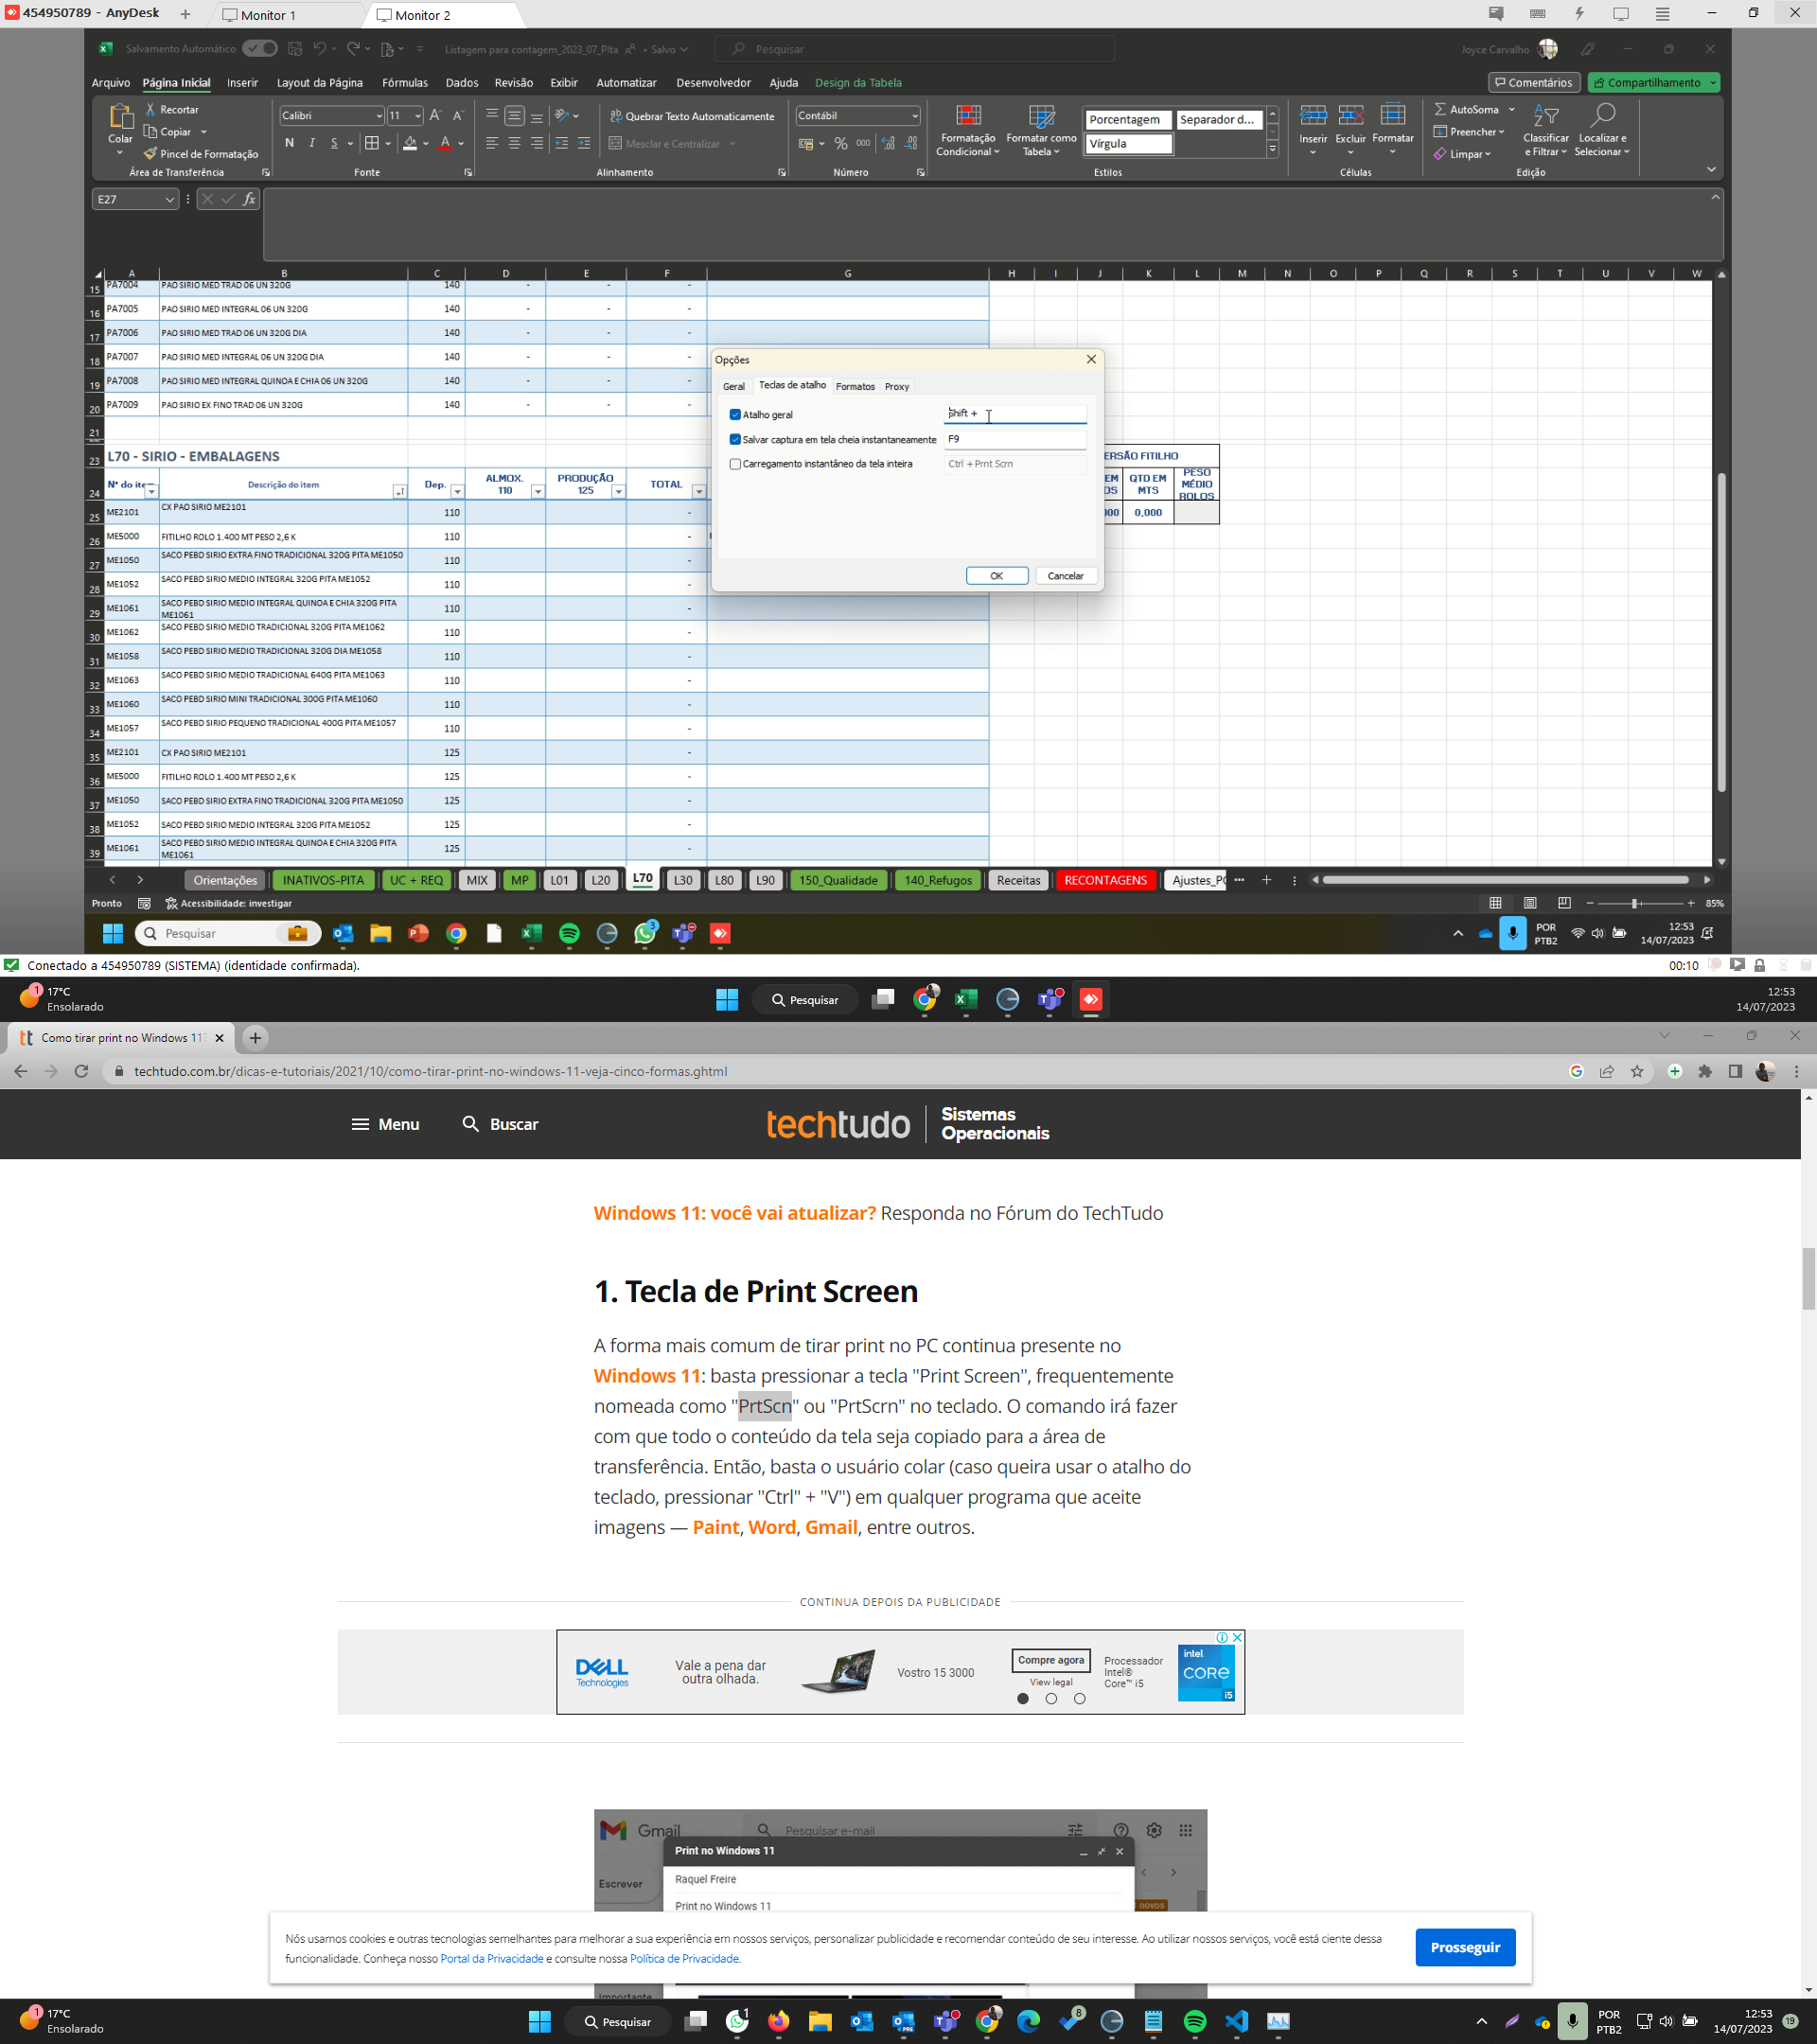 454950789 - AnyDesk
Monitor 1
Monitor 2
Salvamento Automático
Listagem para contagem_2023_07_PIta • Salvo
Pesquisar
Joyce Carvalho
Arquivo Página Inicial Inserir Layout da Página Fórmulas Dados Revisão Exibir Automatizar Desenvolvedor Ajuda Design da Tabela
Comentários
Compartilhamento
Colar
Recortar
Copiar
Pincel de Formatação
Área de Transferência
Calibri 11
N I S
Fonte
Quebrar Texto Automaticamente
Mesclar e Centralizar
Alinhamento
Contábil
% 000
Número
Formatação Condicional
Formatar como Tabela
Porcentagem
Separador d...
Vírgula
Estilos
Inserir Excluir Formatar
Células
AutoSoma
Preencher
Limpar
Classificar e Filtrar
Localizar e Selecionar
Edição
E27
fx
A B C D E F G H I J K L M N O P Q R S T U V W
15 PA7004 PAO SIRIO MED TRAD 06 UN 320G 140 - - -
16 PA7005 PAO SIRIO MED INTEGRAL 06 UN 320G 140 - - -
17 PA7006 PAO SIRIO MED TRAD 06 UN 320G DIA 140 - - -
18 PA7007 PAO SIRIO MED INTEGRAL 06 UN 320G DIA 140 - - -
19 PA7008 PAO SIRIO MED INTEGRAL QUINOA E CHIA 06 UN 320G 140 - - -
20 PA7009 PAO SIRIO EX FINO TRAD 06 UN 320G 140 - - -
21
23 L70 - SIRIO - EMBALAGENS
24 Nº do ite Descrição do item Dep. ALMOX. 110 PRODUÇÃO 125 TOTAL
25 ME2101 CX PAO SIRIO ME2101 110 -
26 ME5000 FITILHO ROLO 1.400 MT PESO 2,6 K 110 -
27 ME1050 SACO PEBD SIRIO EXTRA FINO TRADICIONAL 320G PITA ME1050 110 -
28 ME1052 SACO PEBD SIRIO MEDIO INTEGRAL 320G PITA ME1052 110 -
29 ME1061 SACO PEBD SIRIO MEDIO INTEGRAL QUINOA E CHIA 320G PITA ME1061 110 -
30 ME1062 SACO PEBD SIRIO MEDIO TRADICIONAL 320G PITA ME1062 110 -
31 ME1058 SACO PEBD SIRIO MEDIO TRADICIONAL 320G DIA ME1058 110 -
32 ME1063 SACO PEBD SIRIO MEDIO TRADICIONAL 640G PITA ME1063 110 -
33 ME1060 SACO PEBD SIRIO MINI TRADICIONAL 300G PITA ME1060 110 -
34 ME1057 SACO PEBD SIRIO PEQUENO TRADICIONAL 400G PITA ME1057 110 -
35 ME2101 CX PAO SIRIO ME2101 125 -
36 ME5000 FITILHO ROLO 1.400 MT PESO 2,6 K 125 -
37 ME1050 SACO PEBD SIRIO EXTRA FINO TRADICIONAL 320G PITA ME1050 125 -
38 ME1052 SACO PEBD SIRIO MEDIO INTEGRAL 320G PITA ME1052 125 -
39 ME1061 SACO PEBD SIRIO MEDIO INTEGRAL QUINOA E CHIA 320G PITA ME1061 125 -
ERSÃO FITILHO
EM OS QTD EM MTS PESO MÉDIO ROLOS
000 0,000
Opções
Geral Teclas de atalho Formatos Proxy
Atalho geral Shift +
Salvar captura em tela cheia instantaneamente F9
Carregamento instantâneo da tela inteira Ctrl + Prnt Scrn
OK Cancelar
Orientações INATIVOS-PITA UC + REQ MIX MP L01 L20 L70 L30 L80 L90 150_Qualidade 140_Refugos Receitas RECONTAGENS Ajustes_PC
Pronto Acessibilidade: investigar
85%
Pesquisar
3
POR PTB2
12:53
14/07/2023
Conectado a 454950789 (SISTEMA) (identidade confirmada).
00:10
1 17°C
Ensolarado
Pesquisar
12:53
14/07/2023
Como tirar print no Windows 11?
techtudo.com.br/dicas-e-tutoriais/2021/10/como-tirar-print-no-windows-11-veja-cinco-formas.ghtml
Menu
Buscar
techtudo
Sistemas
Operacionais
Windows 11: você vai atualizar? Responda no Fórum do TechTudo
1. Tecla de Print Screen
A forma mais comum de tirar print no PC continua presente no
Windows 11: basta pressionar a tecla "Print Screen", frequentemente
nomeada como "PrtScn" ou "PrtScrn" no teclado. O comando irá fazer
com que todo o conteúdo da tela seja copiado para a área de
transferência. Então, basta o usuário colar (caso queira usar o atalho do
teclado, pressionar "Ctrl" + "V") em qualquer programa que aceite
imagens — Paint, Word, Gmail, entre outros.
CONTINUA DEPOIS DA PUBLICIDADE
DELL
Technologies
Vale a pena dar
outra olhada.
Vostro 15 3000
Compre agora
View legal
Processador
Intel®
Core™ i5
intel
CORE
i5
Gmail
Pesquisar e-mail
Print no Windows 11
Escrever
Raquel Freire
Print no Windows 11
novos
Nós usamos cookies e outras tecnologias semelhantes para melhorar a sua experiência em nossos serviços, personalizar publicidade e recomendar conteúdo de seu interesse. Ao utilizar nossos serviços, você está ciente dessa
funcionalidade. Conheça nosso Portal da Privacidade e consulte nossa Política de Privacidade.
Prosseguir
Importante
1 17°C
Ensolarado
Pesquisar
1
8
POR
PTB2
12:53
14/07/2023
19